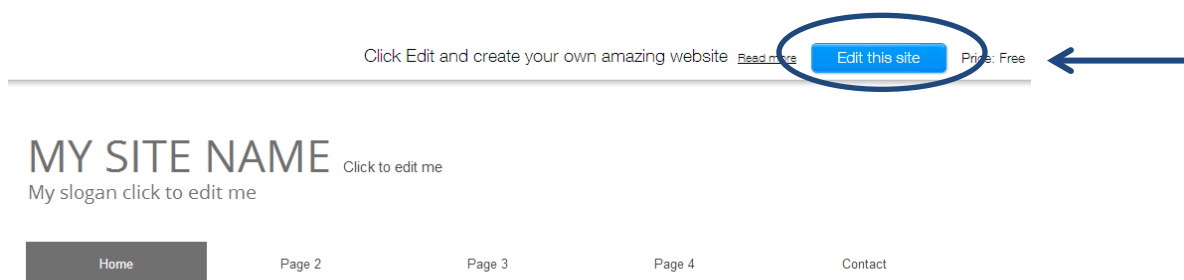 Click Edit and create your own amazing website Read more Edit this site Price: Free
MY SITE NAME Click to edit me
My slogan click to edit me
Home Page 2 Page 3 Page 4 Contact